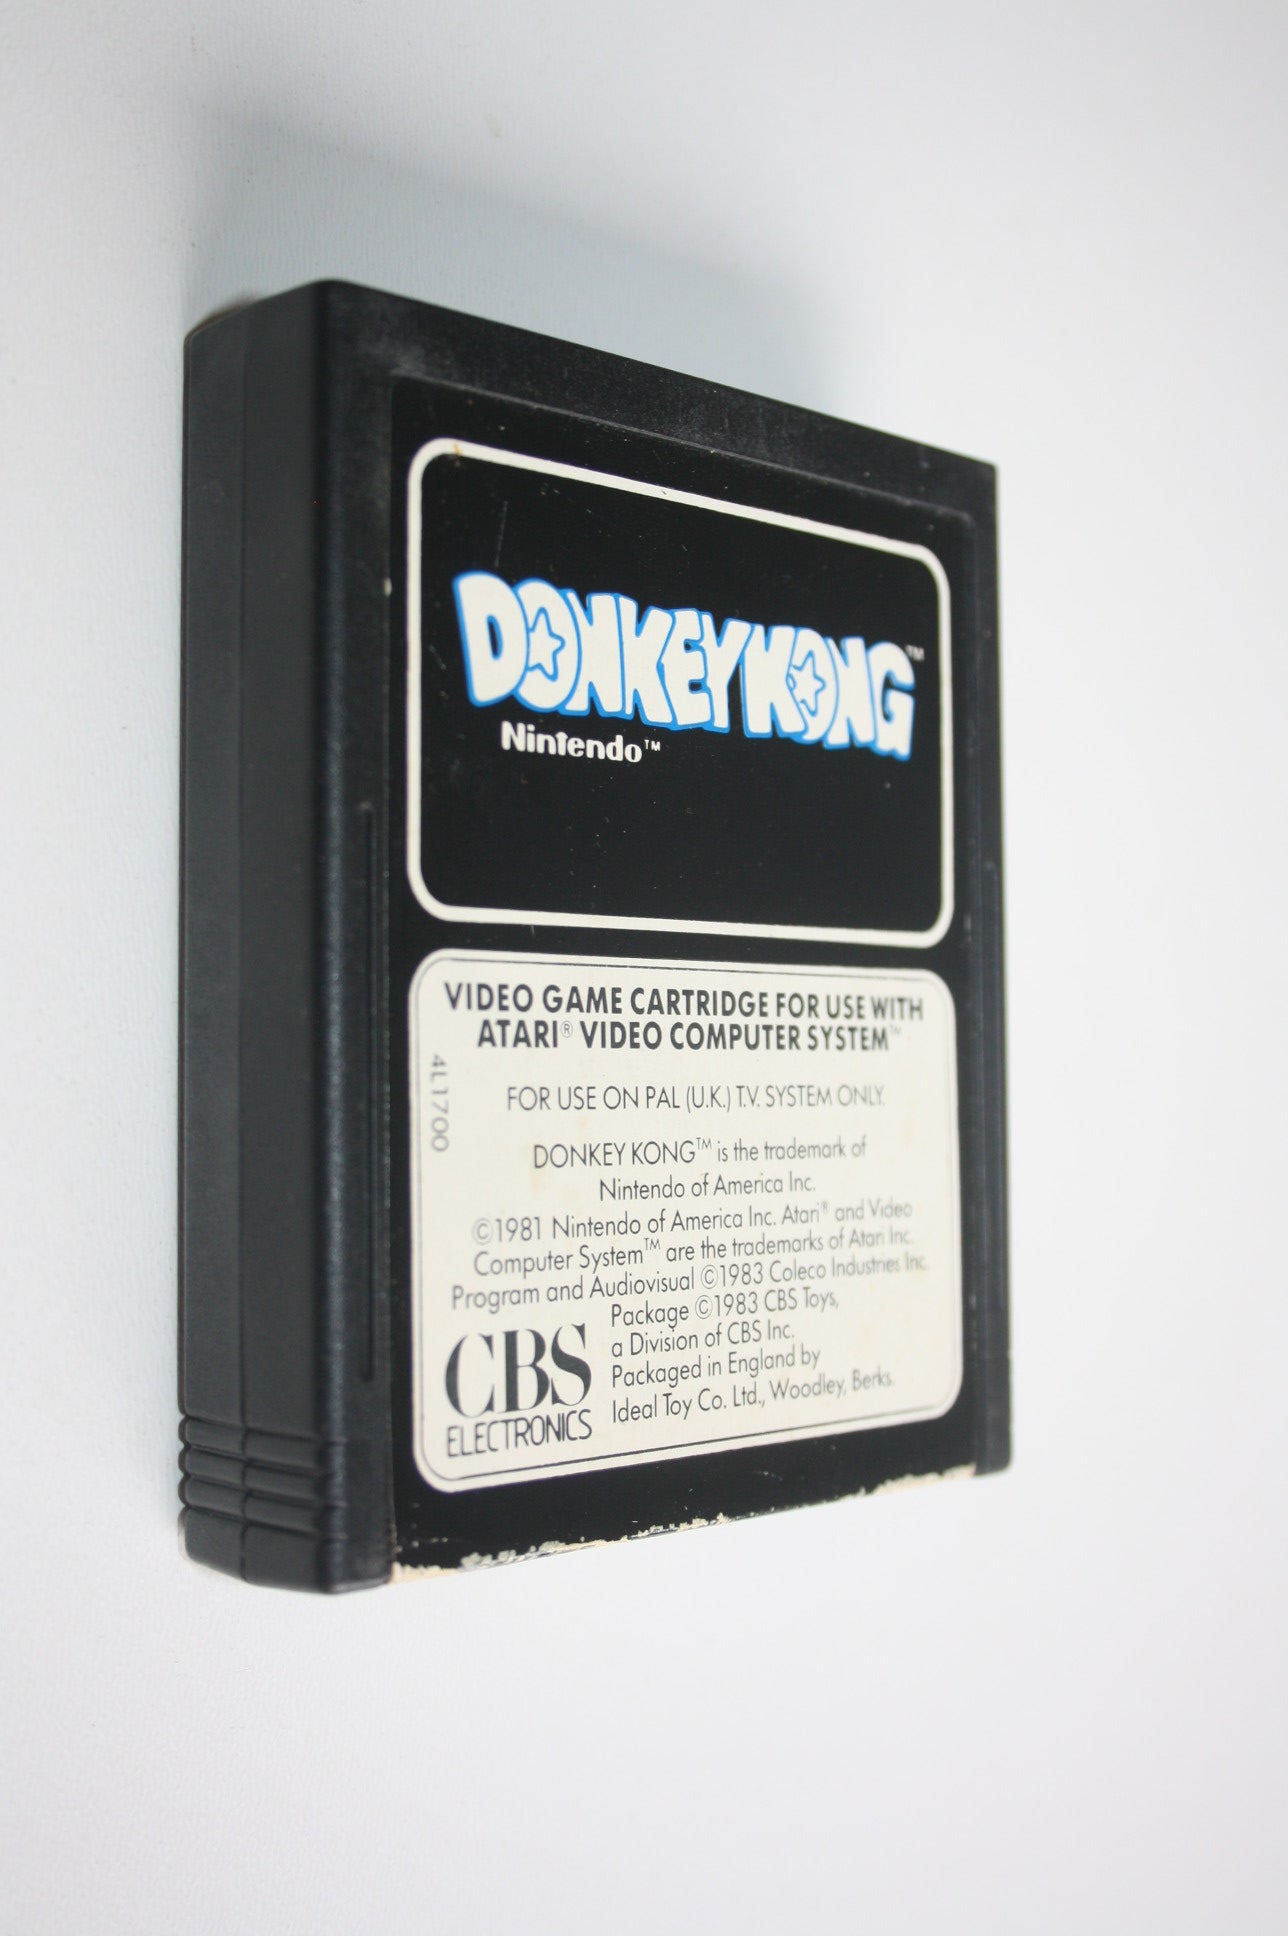 DONKEY KONG™
Nintendo™
VIDEO GAME CARTRIDGE FOR USE WITH
ATARI® VIDEO COMPUTER SYSTEM™
4L1700
FOR USE ON PAL (U.K.) T.V. SYSTEM ONLY.
DONKEY KONG™ is the trademark of
Nintendo of America Inc.
©1981 Nintendo of America Inc. Atari® and Video
Computer System™ are the trademarks of Atari Inc.
Program and Audiovisual ©1983 Coleco Industries Inc.
Package ©1983 CBS Toys,
a Division of CBS Inc.
Packaged in England by
Ideal Toy Co. Ltd., Woodley, Berks.
CBS
ELECTRONICS